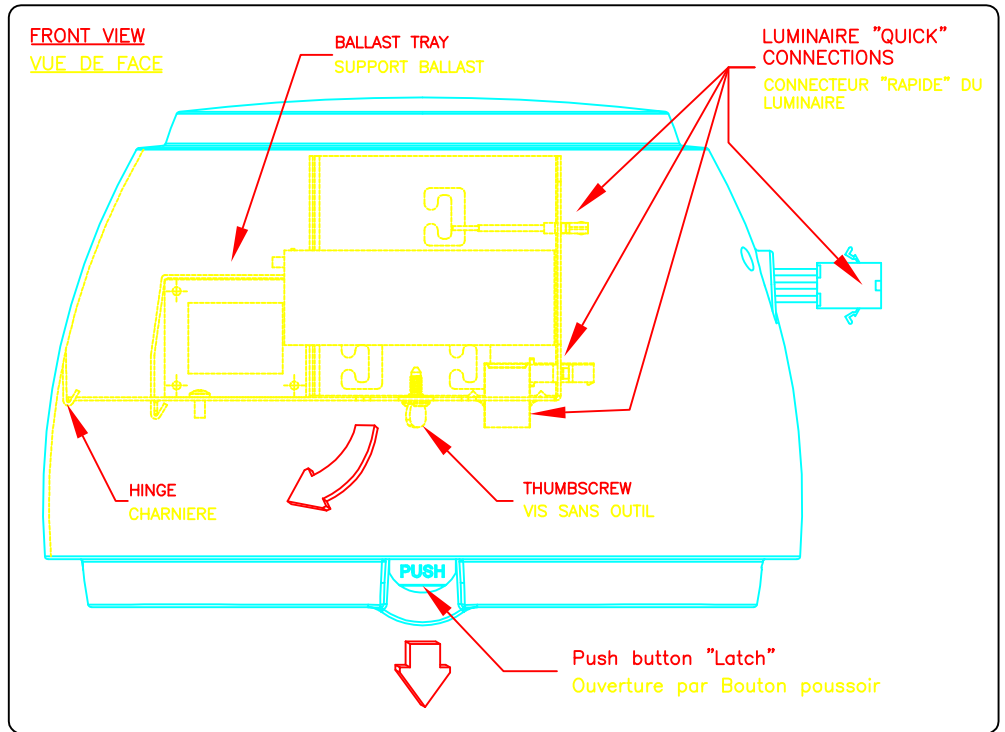 FRONT VIEW
VUE DE FACE
BALLAST TRAY
SUPPORT BALLAST
LUMINAIRE "QUICK"
CONNECTIONS
CONNECTEUR "RAPIDE" DU
LUMINAIRE
HINGE
CHARNIERE
THUMBSCREW
VIS SANS OUTIL
PUSH
Push button "Latch"
Ouverture par Bouton poussoir